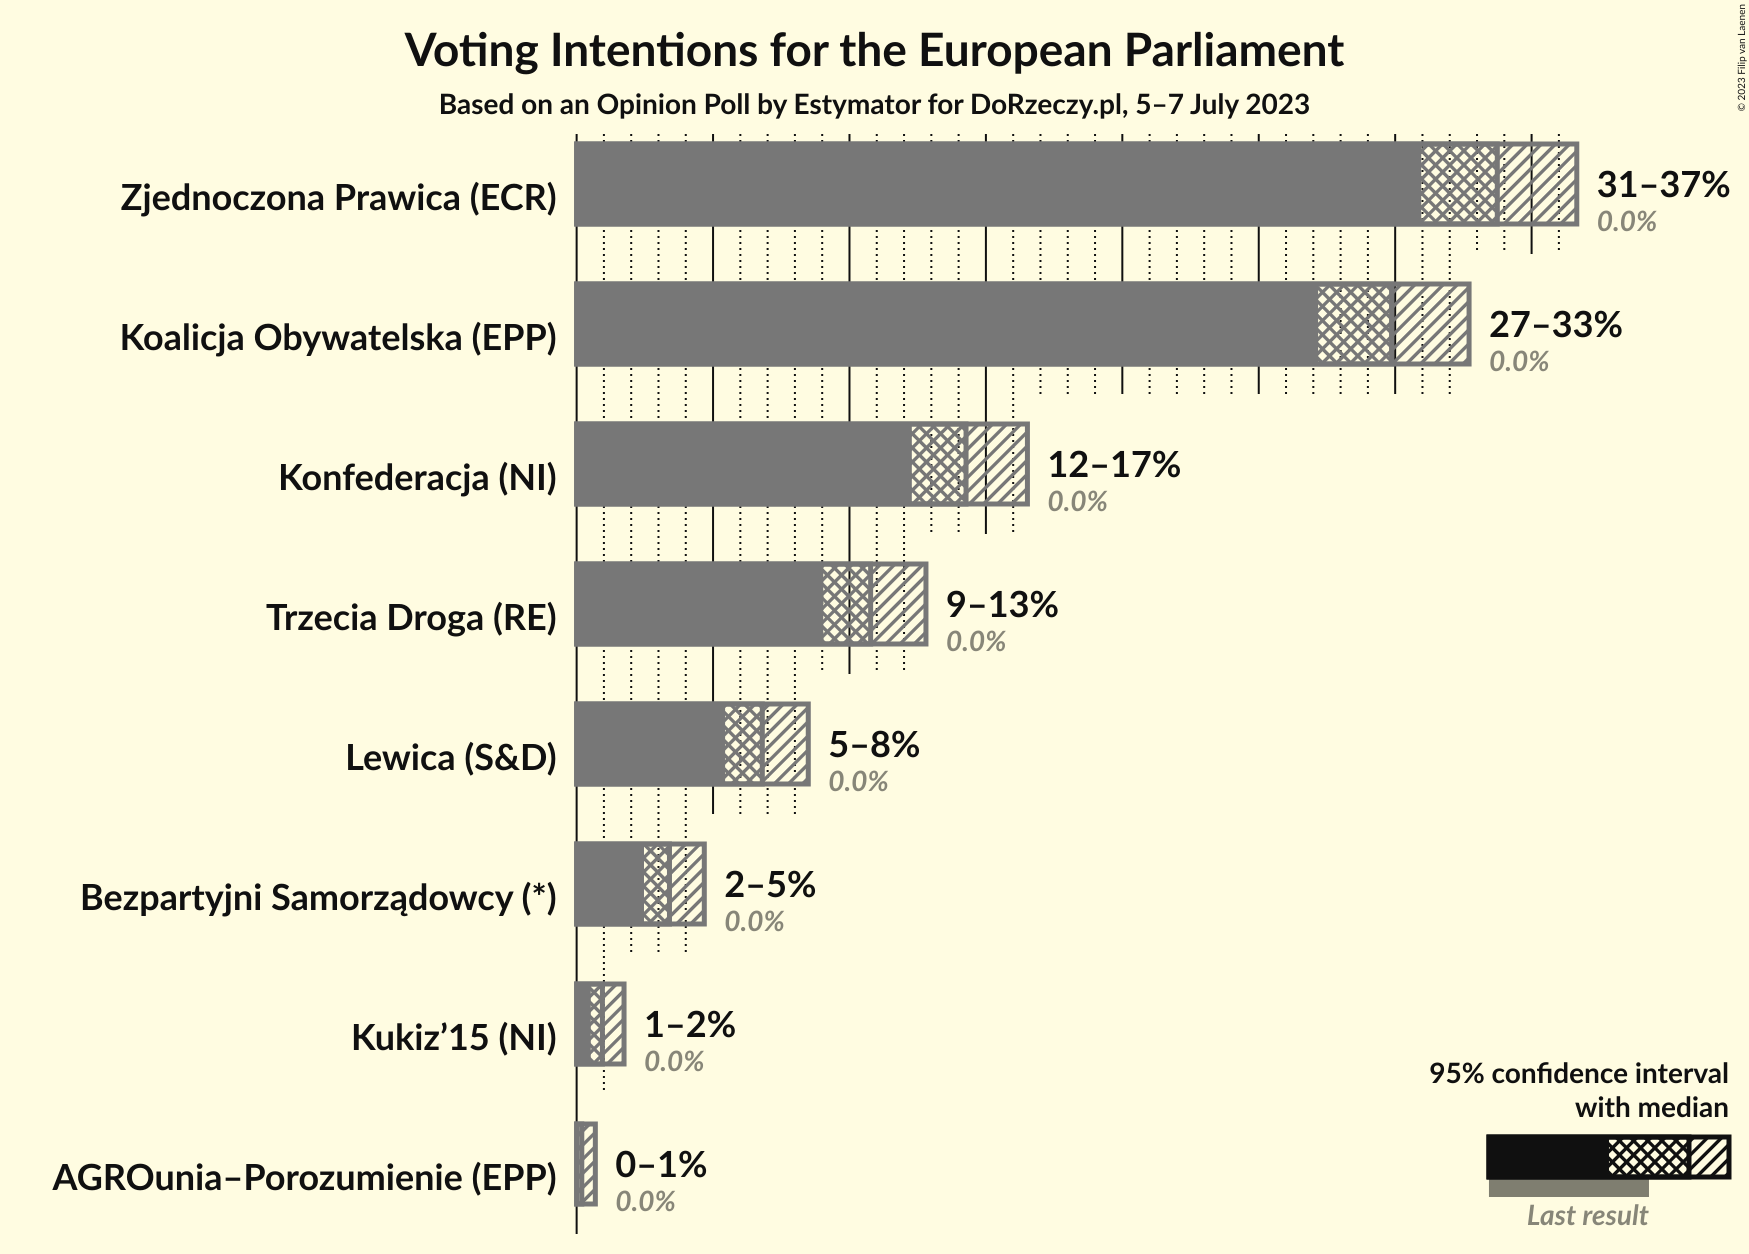 Voting Intentions for the European Parliament
Based on an Opinion Poll by Estymator for DoRzeczy.pl, 5–7 July 2023
© 2023 Filip van Laenen
Zjednoczona Prawica (ECR)
31–37%
0.0%
Koalicja Obywatelska (EPP)
27–33%
0.0%
Konfederacja (NI)
12–17%
0.0%
Trzecia Droga (RE)
9–13%
0.0%
Lewica (S&D)
5–8%
0.0%
Bezpartyjni Samorządowcy (*)
2–5%
0.0%
Kukiz’15 (NI)
1–2%
0.0%
AGROunia–Porozumienie (EPP)
0–1%
0.0%
95% confidence interval
with median
Last result